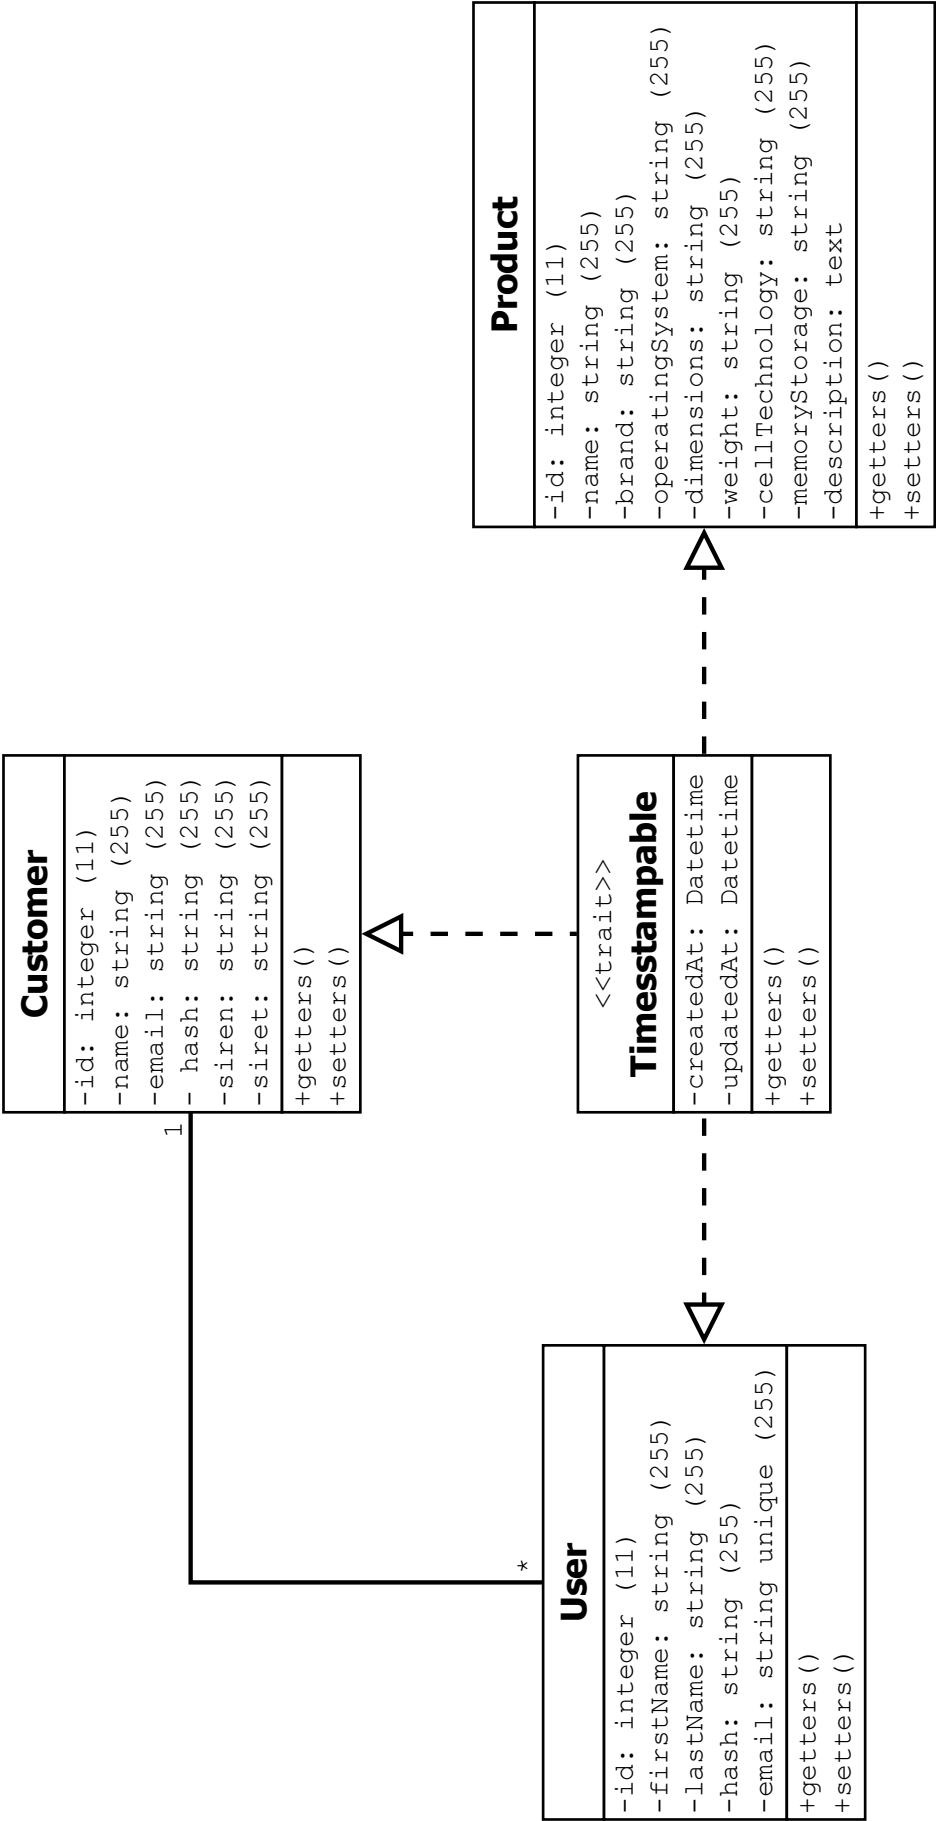 Customer
-id: integer (11)
-name: string (255)
-email: string (255)
- hash: string (255)
-siren: string (255)
-siret: string (255)
+getters()
+setters()
1
*
User
-id: integer (11)
-firstName: string (255)
-lastName: string (255)
-hash: string (255)
-email: string unique (255)
+getters()
+setters()
<<trait>>
Timesstampable
-createdAt: Datetime
-updatedAt: Datetime
+getters()
+setters()
Product
-id: integer (11)
-name: string (255)
-brand: string (255)
-operatingSystem: string (255)
-dimensions: string (255)
-weight: string (255)
-cellTechnology: string (255)
-memoryStorage: string (255)
-description: text
+getters()
+setters()